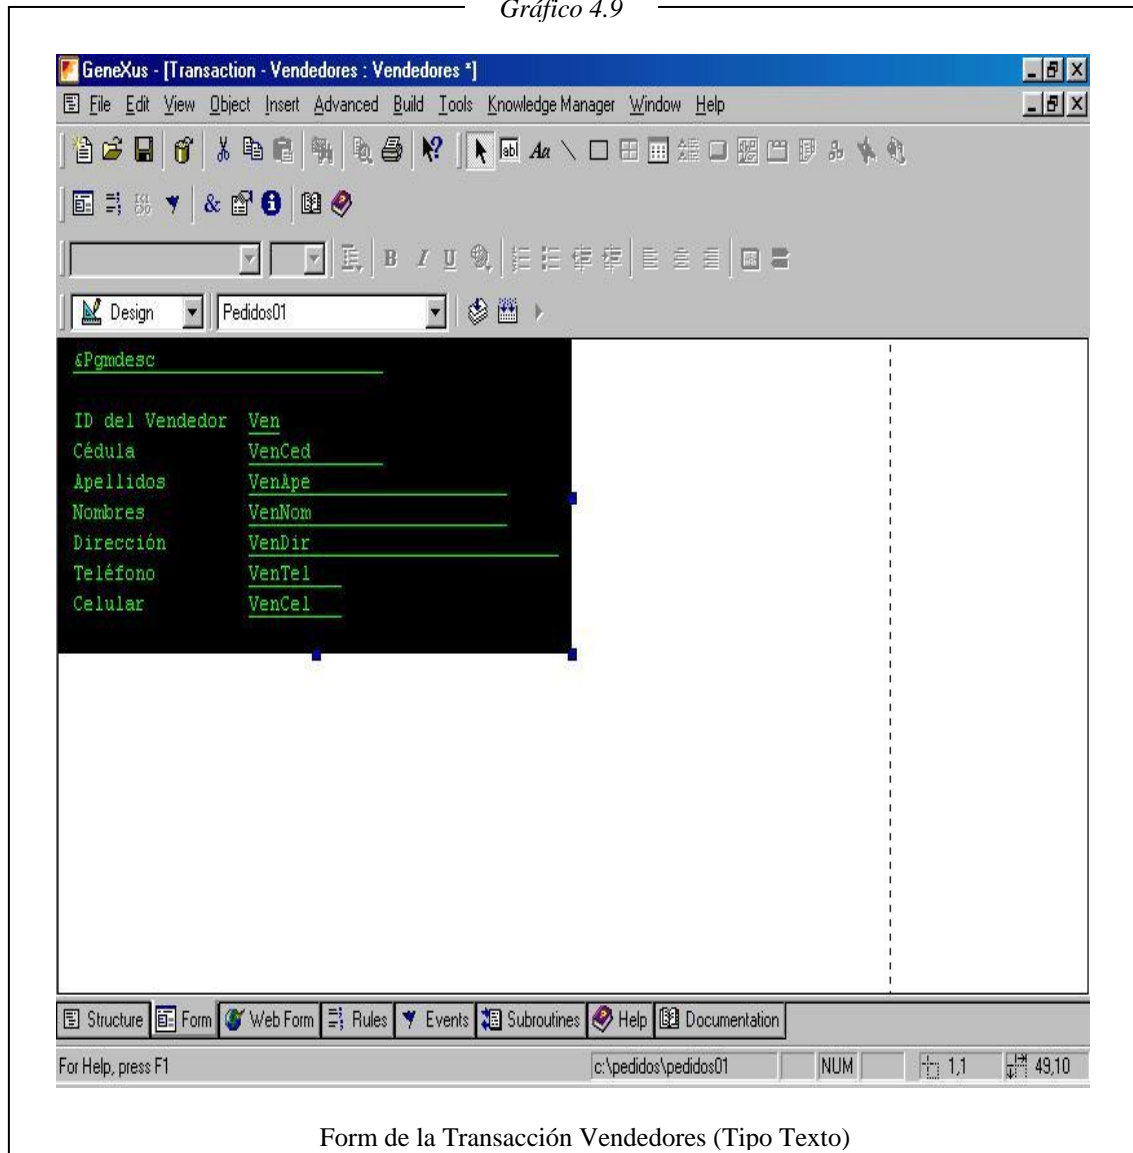 Gráfico 4.9
GeneXus - [Transaction - Vendedores : Vendedores *]
File Edit View Object Insert Advanced Build Tools Knowledge Manager Window Help
Design Pedidos01
&Pgmdesc
ID del Vendedor Ven
Cédula VenCed
Apellidos VenApe
Nombres VenNom
Dirección VenDir
Teléfono VenTel
Celular VenCel
Structure Form Web Form Rules Events Subroutines Help Documentation
For Help, press F1 c:\pedidos\pedidos01 NUM 1,1 49,10
Form de la Transacción Vendedores (Tipo Texto)